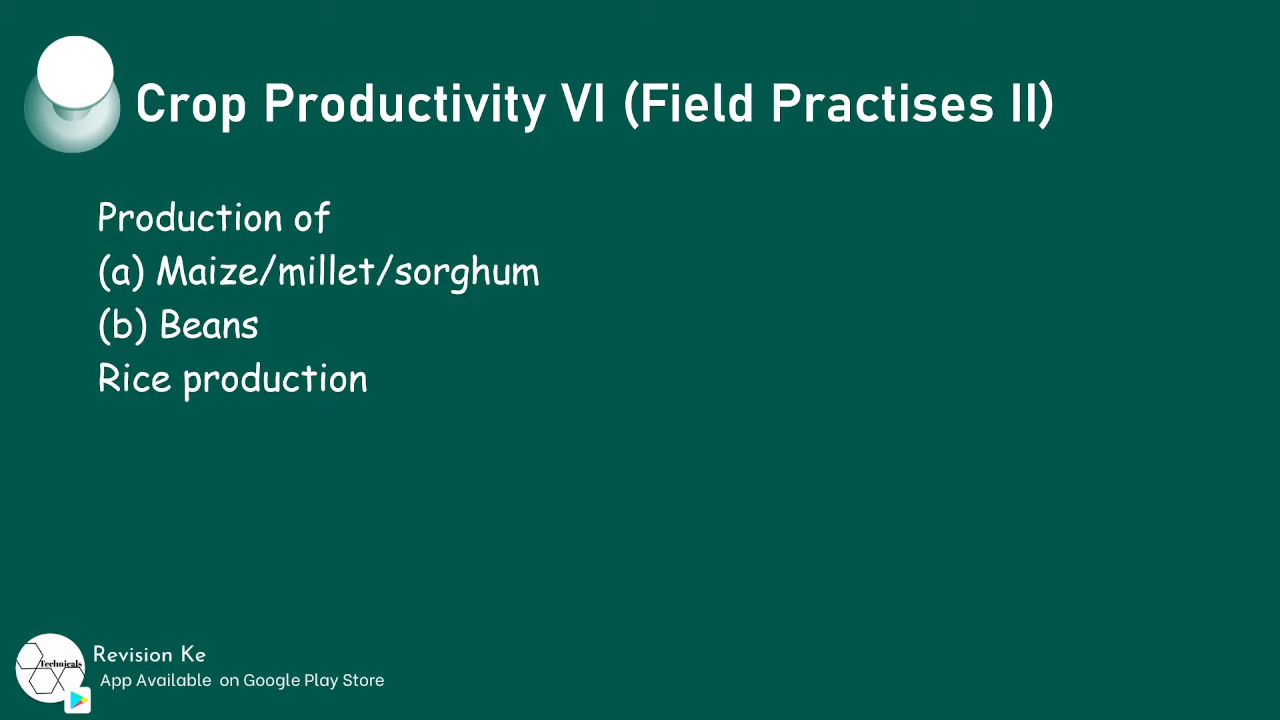 Crop Productivity VI (Field Practises II)
Production of
(a) Maize/millet/sorghum
(b) Beans
Rice production
Technicals
Revision Ke
App Available on Google Play Store